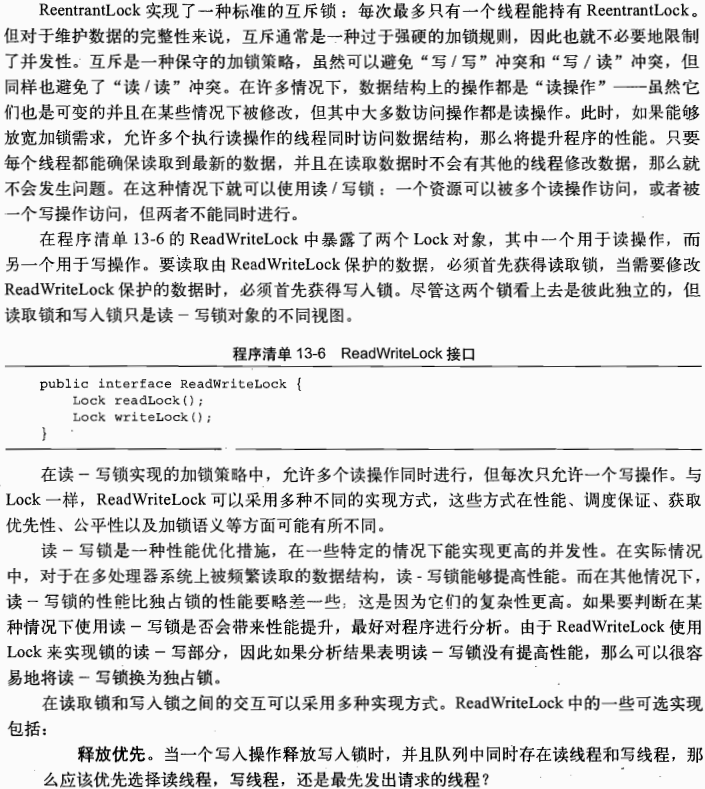 ReentrantLock 实现了一种标准的互斥锁：每次最多只有一个线程能持有 ReentrantLock。
但对于维护数据的完整性来说，互斥通常是一种过于强硬的加锁规则，因此也就不必要地限制
了并发性。互斥是一种保守的加锁策略，虽然可以避免“写 / 写”冲突和“写 / 读”冲突，但
同样也避免了“读 / 读”冲突。在许多情况下，数据结构上的操作都是“读操作”——虽然它
们也是可变的并且在某些情况下被修改，但其中大多数访问操作都是读操作。此时，如果能够
放宽加锁需求，允许多个执行读操作的线程同时访问数据结构，那么将提升程序的性能。只要
每个线程都能确保读取到最新的数据，并且在读取数据时不会有其他的线程修改数据，那么就
不会发生问题。在这种情况下就可以使用读 / 写锁：一个资源可以被多个读操作访问，或者被
一个写操作访问，但两者不能同时进行。
在程序清单 13-6 的 ReadWriteLock 中暴露了两个 Lock 对象，其中一个用于读操作，而
另一个用于写操作。要读取由 ReadWriteLock 保护的数据，必须首先获得读取锁，当需要修改
ReadWriteLock 保护的数据时，必须首先获得写入锁。尽管这两个锁看上去是彼此独立的，但
读取锁和写入锁只是读 – 写锁对象的不同视图。
程序清单 13-6 ReadWriteLock 接口
public interface ReadWriteLock {
Lock readLock();
Lock writeLock();
}
在读 – 写锁实现的加锁策略中，允许多个读操作同时进行，但每次只允许一个写操作。与
Lock 一样，ReadWriteLock 可以采用多种不同的实现方式，这些方式在性能、调度保证、获取
优先性、公平性以及加锁语义等方面可能有所不同。
读 – 写锁是一种性能优化措施，在一些特定的情况下能实现更高的并发性。在实际情况
中，对于在多处理器系统上被频繁读取的数据结构，读 - 写锁能够提高性能。而在其他情况下，
读 – 写锁的性能比独占锁的性能要略差一些，这是因为它们的复杂性更高。如果要判断在某
种情况下使用读 – 写锁是否会带来性能提升，最好对程序进行分析。由于 ReadWriteLock 使用
Lock 来实现锁的读 – 写部分，因此如果分析结果表明读 – 写锁没有提高性能，那么可以很容
易地将读 – 写锁换为独占锁。
在读取锁和写入锁之间的交互可以采用多种实现方式。ReadWriteLock 中的一些可选实现
包括：
释放优先。当一个写入操作释放写入锁时，并且队列中同时存在读线程和写线程，那
么应该优先选择读线程，写线程，还是最先发出请求的线程？